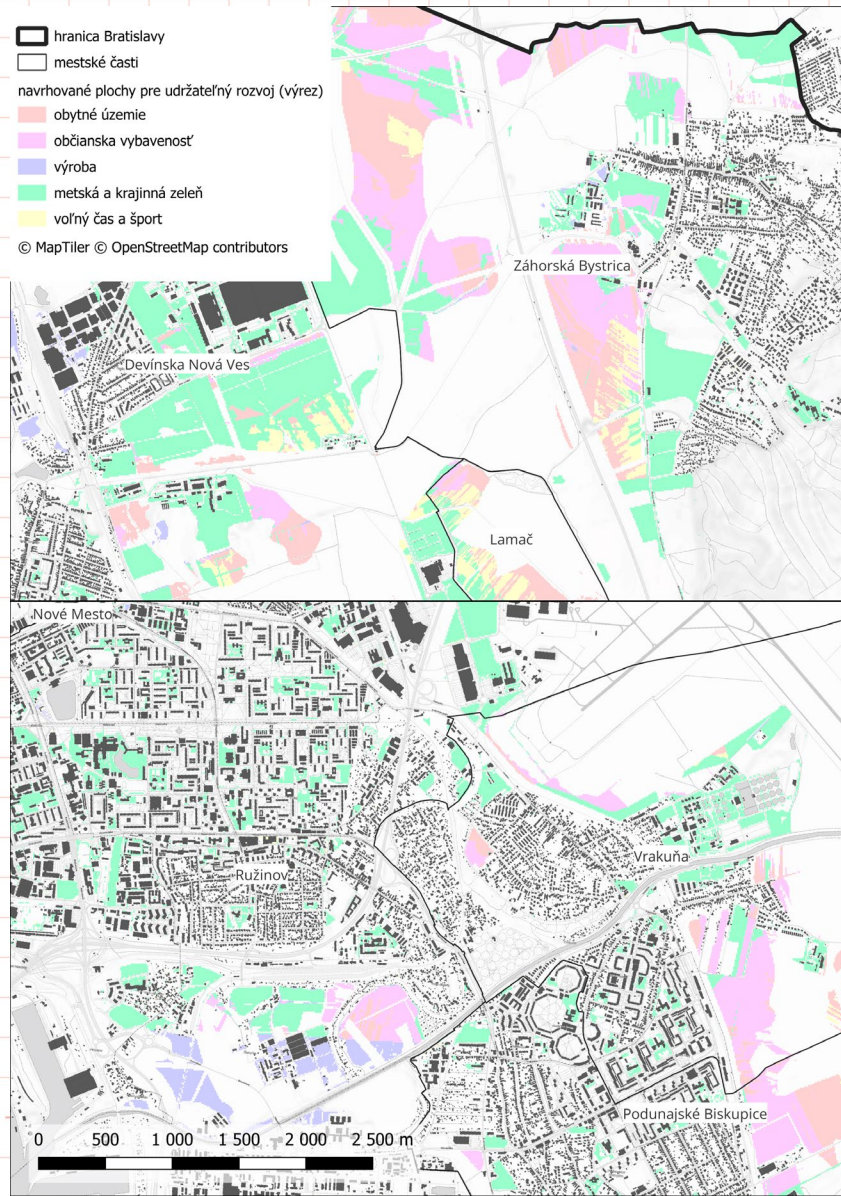 hranica Bratislavy
mestské časti
navrhované plochy pre udržateľný rozvoj (výrez)
obytné územie
občianska vybavenosť
výroba
metská a krajinná zeleň
voľný čas a šport
© MapTiler © OpenStreetMap contributors
Záhorská Bystrica
Devínska Nová Ves
Lamač
Nové Mesto
Vrakuňa
Ružinov
Podunajské Biskupice
0 500 1 000 1 500 2 000 2 500 m